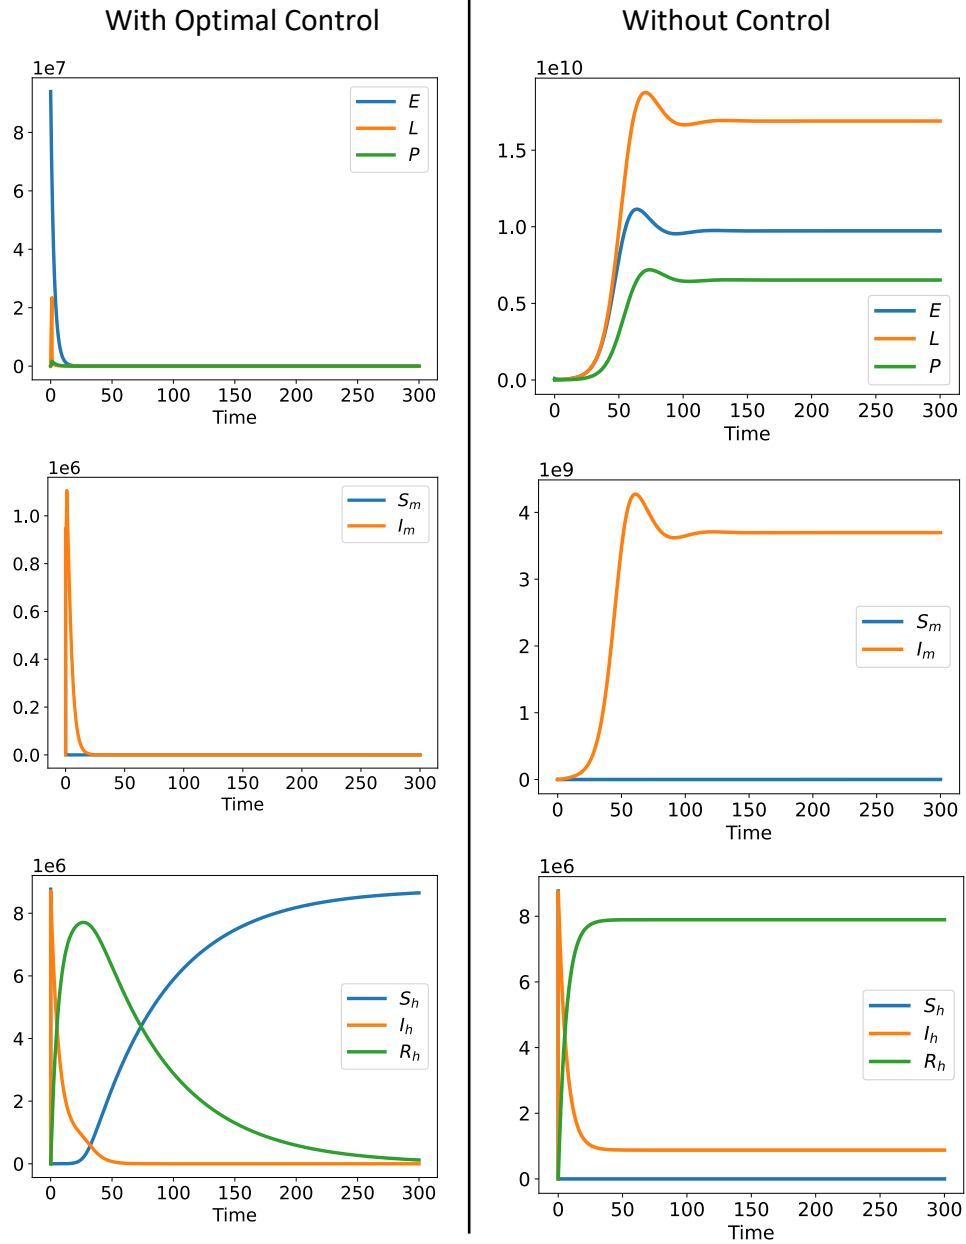 With Optimal Control
Without Control
1e7
8
6
4
2
0
0 50 100 150 200 250 300
Time
E
L
P
1e10
1.5
1.0
0.5
0.0
0 50 100 150 200 250 300
Time
E
L
P
1e6
1.0
0.8
0.6
0.4
0.2
0.0
0 50 100 150 200 250 300
Time
S_m
I_m
1e9
4
3
2
1
0
0 50 100 150 200 250 300
Time
S_m
I_m
1e6
8
6
4
2
0
0 50 100 150 200 250 300
Time
S_h
I_h
R_h
1e6
8
6
4
2
0
0 50 100 150 200 250 300
Time
S_h
I_h
R_h